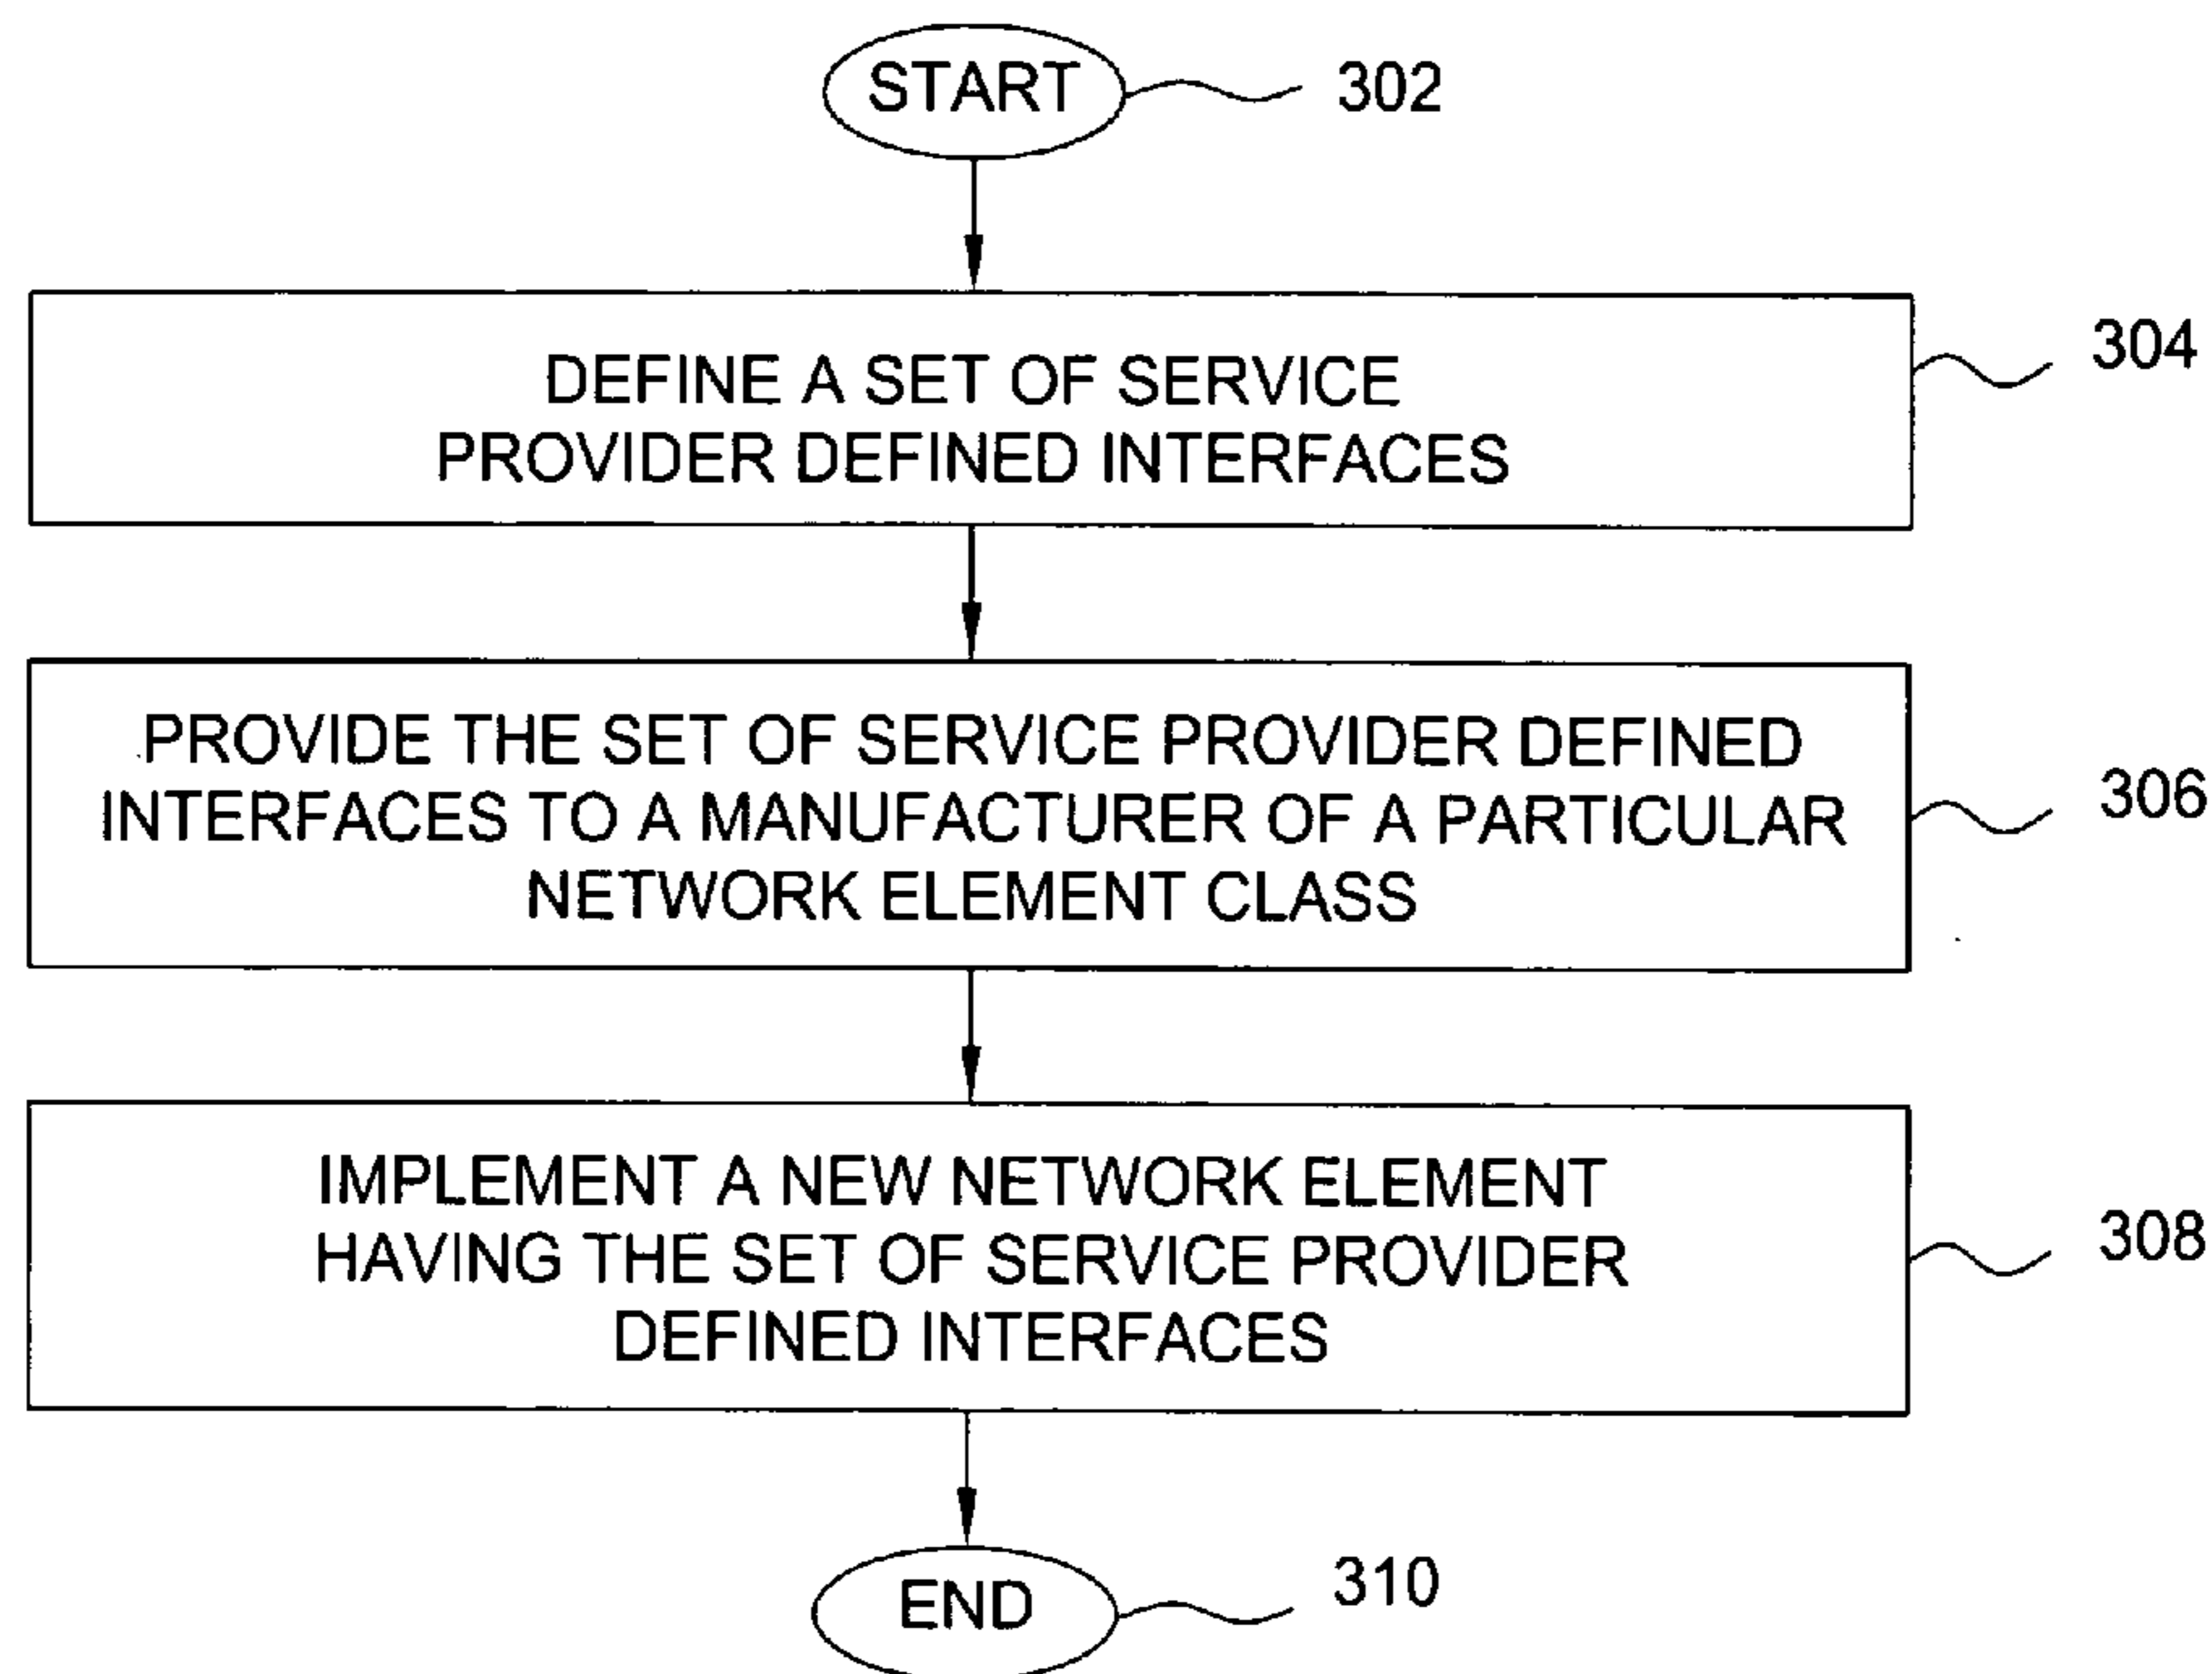 START
302
DEFINE A SET OF SERVICE
PROVIDER DEFINED INTERFACES
304
PROVIDE THE SET OF SERVICE PROVIDER DEFINED
INTERFACES TO A MANUFACTURER OF A PARTICULAR
NETWORK ELEMENT CLASS
306
IMPLEMENT A NEW NETWORK ELEMENT
HAVING THE SET OF SERVICE PROVIDER
DEFINED INTERFACES
308
END
310